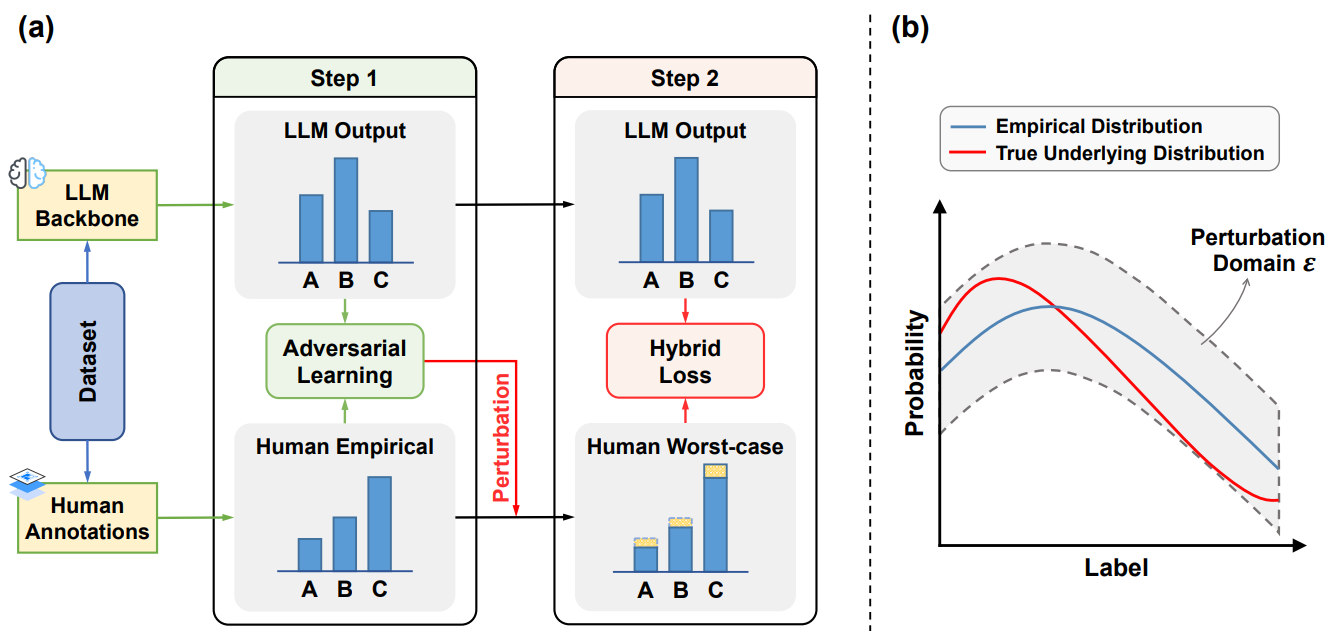 (a)
Step 1
LLM Output
A B C
Adversarial
Learning
Human Empirical
A B C
Step 2
LLM Output
A B C
Hybrid
Loss
Human Worst-case
A B C
Perturbation
LLM
Backbone
Dataset
Human
Annotations
(b)
Empirical Distribution
True Underlying Distribution
Perturbation
Domain ε
Probability
Label